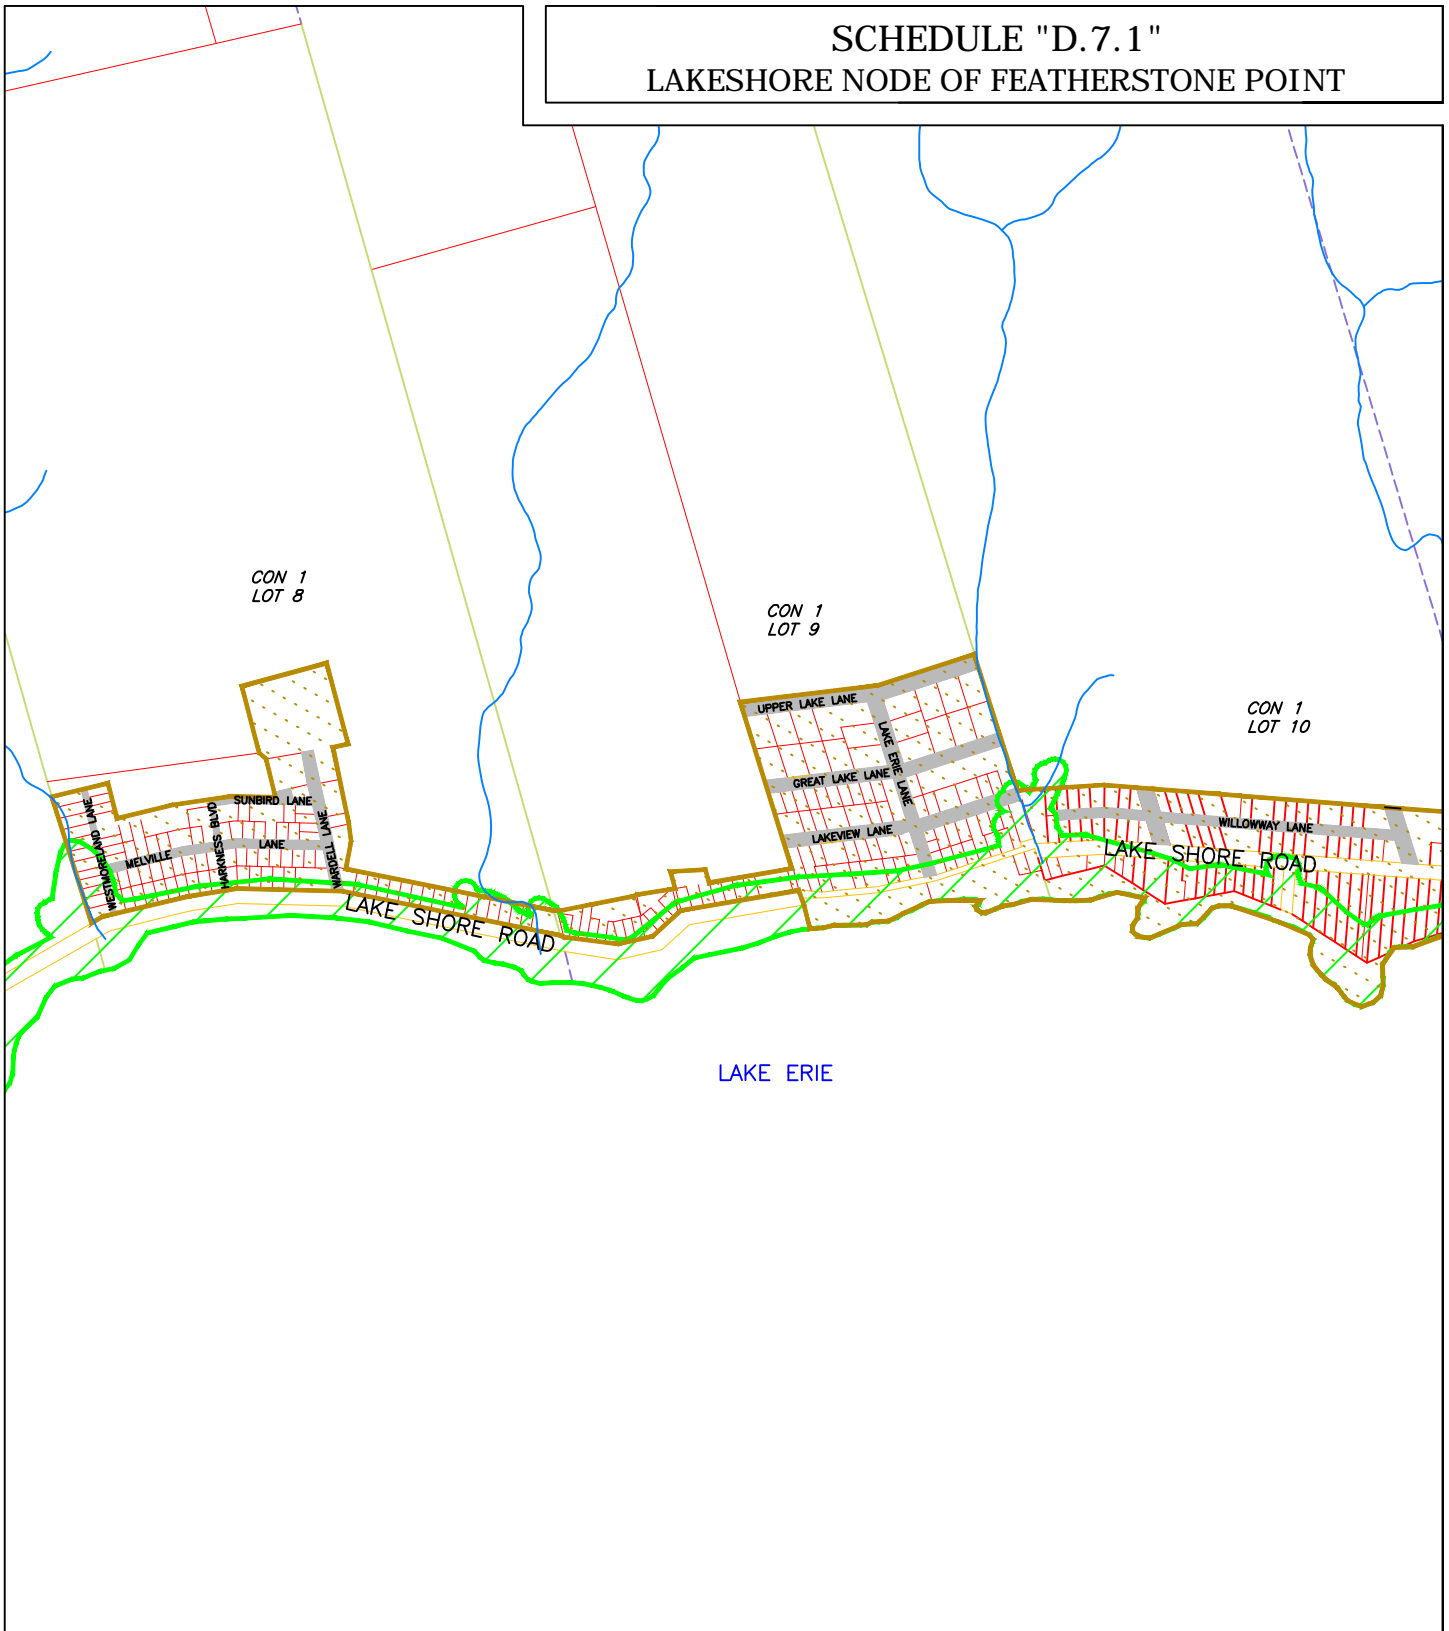 SCHEDULE "D.7.1"
LAKESHORE NODE OF FEATHERSTONE POINT
CON 1
LOT 8
CON 1
LOT 9
CON 1
LOT 10
UPPER LAKE LANE
LAKE ERIE LANE
GREAT LAKE LANE
LAKEVIEW LANE
SUNBIRD LANE
WESTMORELAND LANE
HARKNESS BLVD
WARDELL LANE
MELVILLE LANE
WILLOWWAY LANE
LAKE SHORE ROAD
LAKE SHORE ROAD
LAKE ERIE